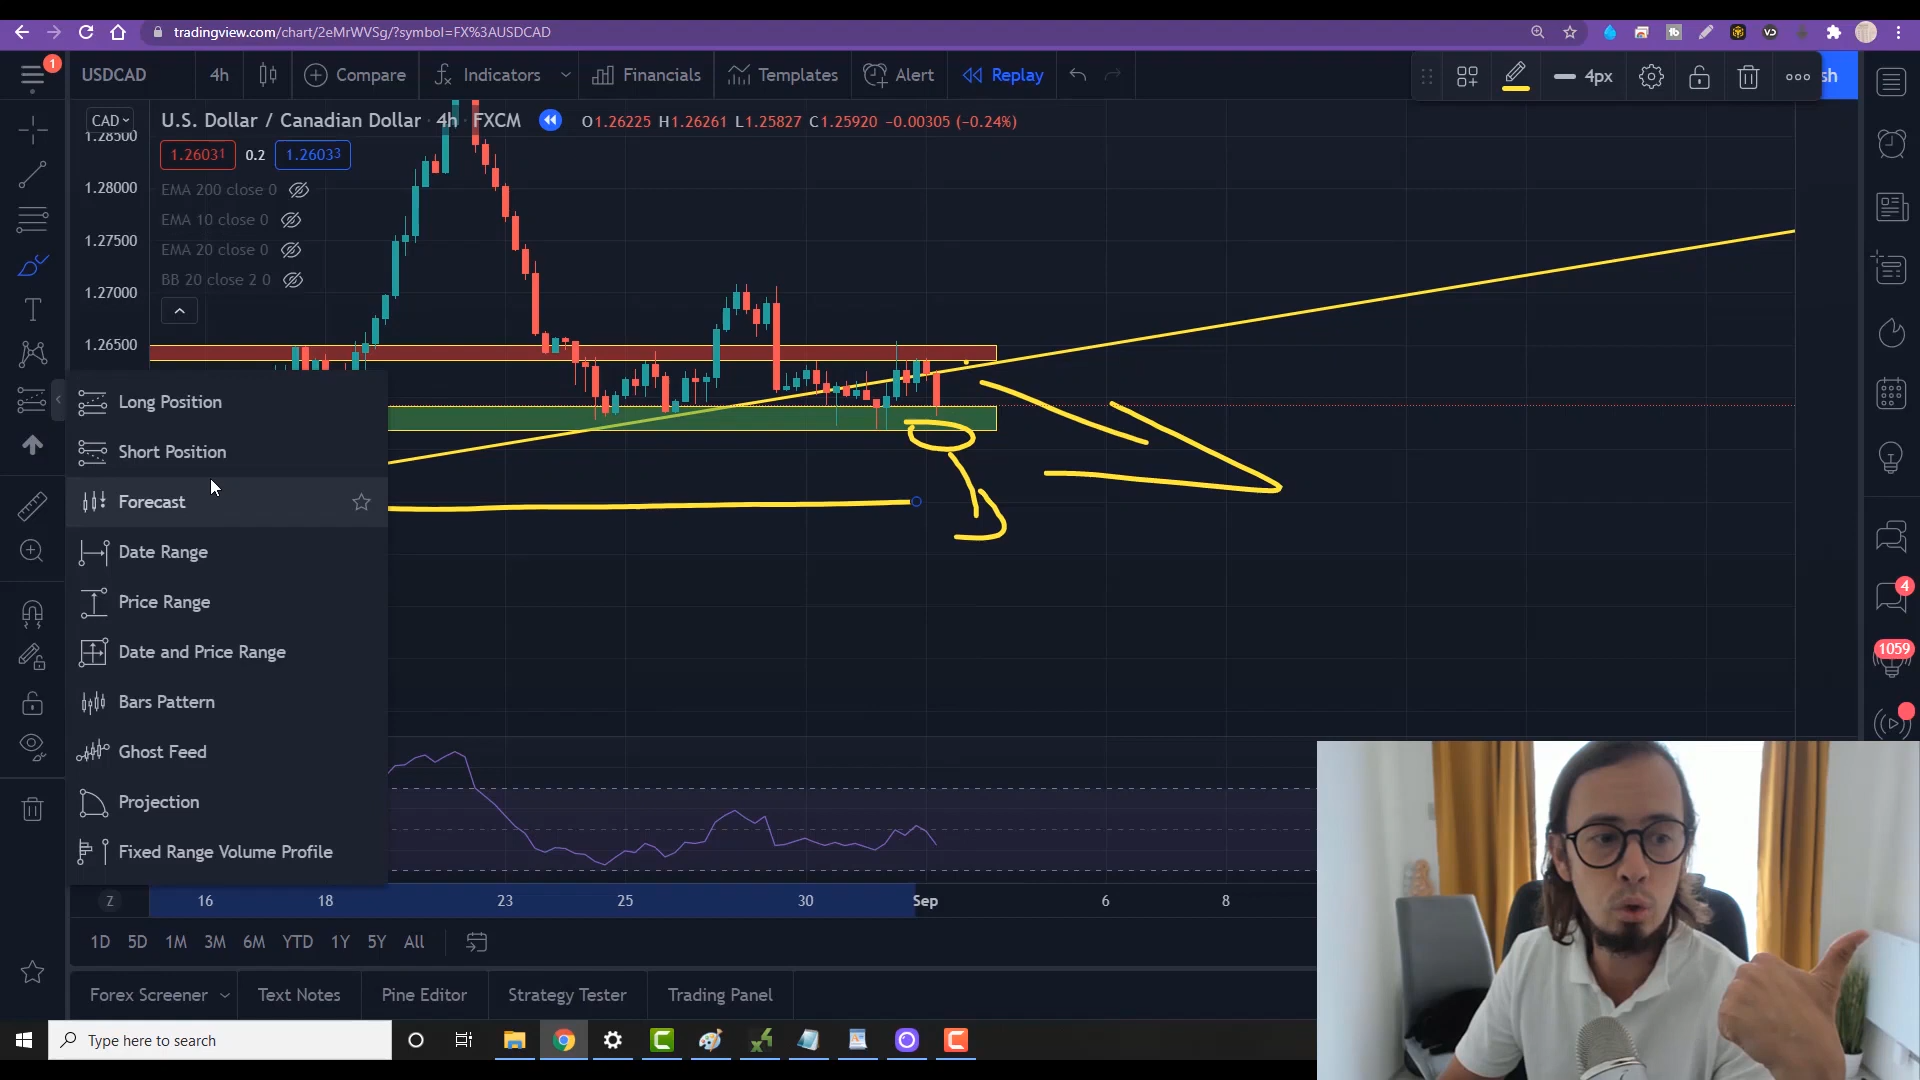 tradingview.com/chart/2eMrWVSg/?symbol=FX%3AUSDCAD
1
USDCAD
4h
Compare
Indicators
Financials
Templates
Alert
Replay
4px
sh
CAD
U.S. Dollar / Canadian Dollar · 4h · FXCM
O1.26225 H1.26261 L1.25827 C1.25920 −0.00305 (−0.24%)
1.28500
1.26031
0.2
1.26033
1.28000
EMA 200 close 0
EMA 10 close 0
1.27500
EMA 20 close 0
BB 20 close 2 0
1.27000
1.26500
Long Position
Short Position
Forecast
Date Range
Price Range
Date and Price Range
Bars Pattern
Ghost Feed
Projection
Fixed Range Volume Profile
4
1059
Z
16
18
23
25
30
Sep
6
8
1D
5D
1M
3M
6M
YTD
1Y
5Y
All
Forex Screener
Text Notes
Pine Editor
Strategy Tester
Trading Panel
Type here to search